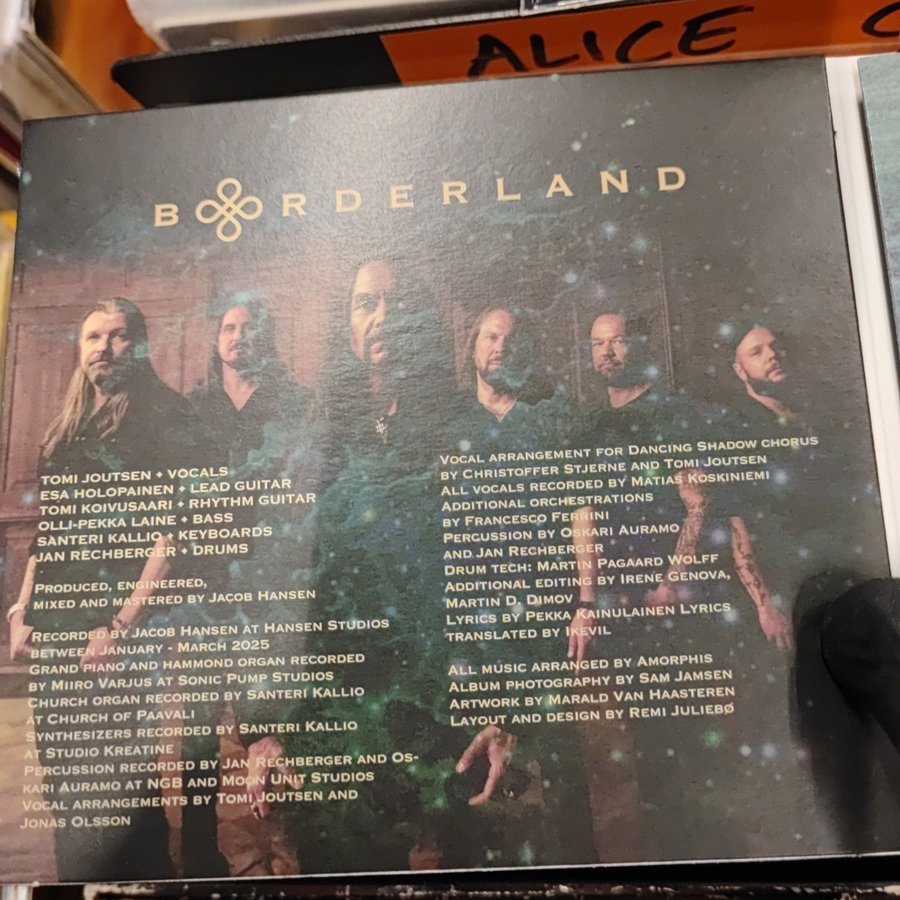 ALICE C
BORDERLAND
TOMI JOUTSEN + VOCALS
ESA HOLOPAINEN + LEAD GUITAR
TOMI KOIVUSAARI + RHYTHM GUITAR
OLLI-PEKKA LAINE + BASS
SANTERI KALLIO + KEYBOARDS
JAN RECHBERGER + DRUMS
PRODUCED, ENGINEERED,
MIXED AND MASTERED BY JACOB HANSEN
RECORDED BY JACOB HANSEN AT HANSEN STUDIOS
BETWEEN JANUARY - MARCH 2025
GRAND PIANO AND HAMMOND ORGAN RECORDED
BY MIIRO VARJUS AT SONIC PUMP STUDIOS
CHURCH ORGAN RECORDED BY SANTERI KALLIO
AT CHURCH OF PAAVALI
SYNTHESIZERS RECORDED BY SANTERI KALLIO
AT STUDIO KREATINE
PERCUSSION RECORDED BY JAN RECHBERGER AND OS-
KARI AURAMO AT NGB AND MOON UNIT STUDIOS
VOCAL ARRANGEMENTS BY TOMI JOUTSEN AND
JONAS OLSSON
VOCAL ARRANGEMENT FOR DANCING SHADOW CHORUS
BY CHRISTOFFER STJERNE AND TOMI JOUTSEN
ALL VOCALS RECORDED BY MATIAS KOSKINIEMI
ADDITIONAL ORCHESTRATIONS
BY FRANCESCO FERRINI
PERCUSSION BY OSKARI AURAMO
AND JAN RECHBERGER
DRUM TECH: MARTIN PAGAARD WOLFF
ADDITIONAL EDITING BY IRENE GENOVA,
MARTIN D. DIMOV
LYRICS BY PEKKA KAINULAINEN LYRICS
TRANSLATED BY IKEVIL
ALL MUSIC ARRANGED BY AMORPHIS
ALBUM PHOTOGRAPHY BY SAM JAMSEN
ARTWORK BY MARALD VAN HAASTEREN
LAYOUT AND DESIGN BY REMI JULIEBØ